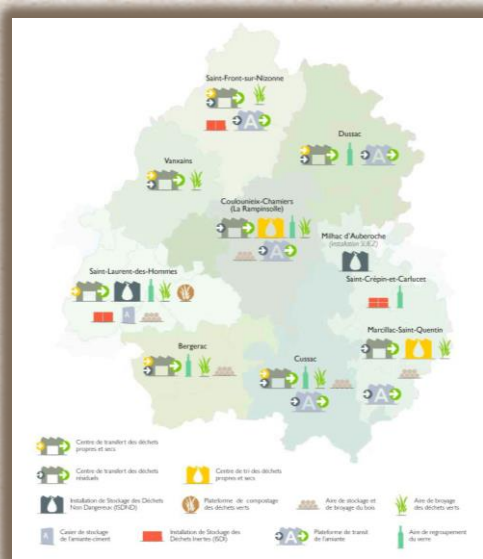 Saint-Front-sur-Nizonne
Dussac
Vanxains
Coulounieix-Chamiers
(La Rampinsolle)
Milhac d'Auberoche
(installation SUEZ)
Saint-Laurent-des-Hommes
Saint-Crépin-et-Carlucet
Marcillac-Saint-Quentin
Bergerac
Cussac
Centre de transfert des déchets
propres et secs
Centre de transfert des déchets
résiduels
Centre de tri des déchets
propres et secs
Installation de Stockage des Déchets
Non Dangereux (ISDND)
Plateforme de compostage
des déchets verts
Aire de stockage et
de broyage du bois
Aire de broyage
des déchets verts
Casier de stockage
de l'amiante-ciment
Installation de Stockage des
Déchets Inertes (ISDI)
Plateforme de transit
de l'amiante
Aire de regroupement
du verre